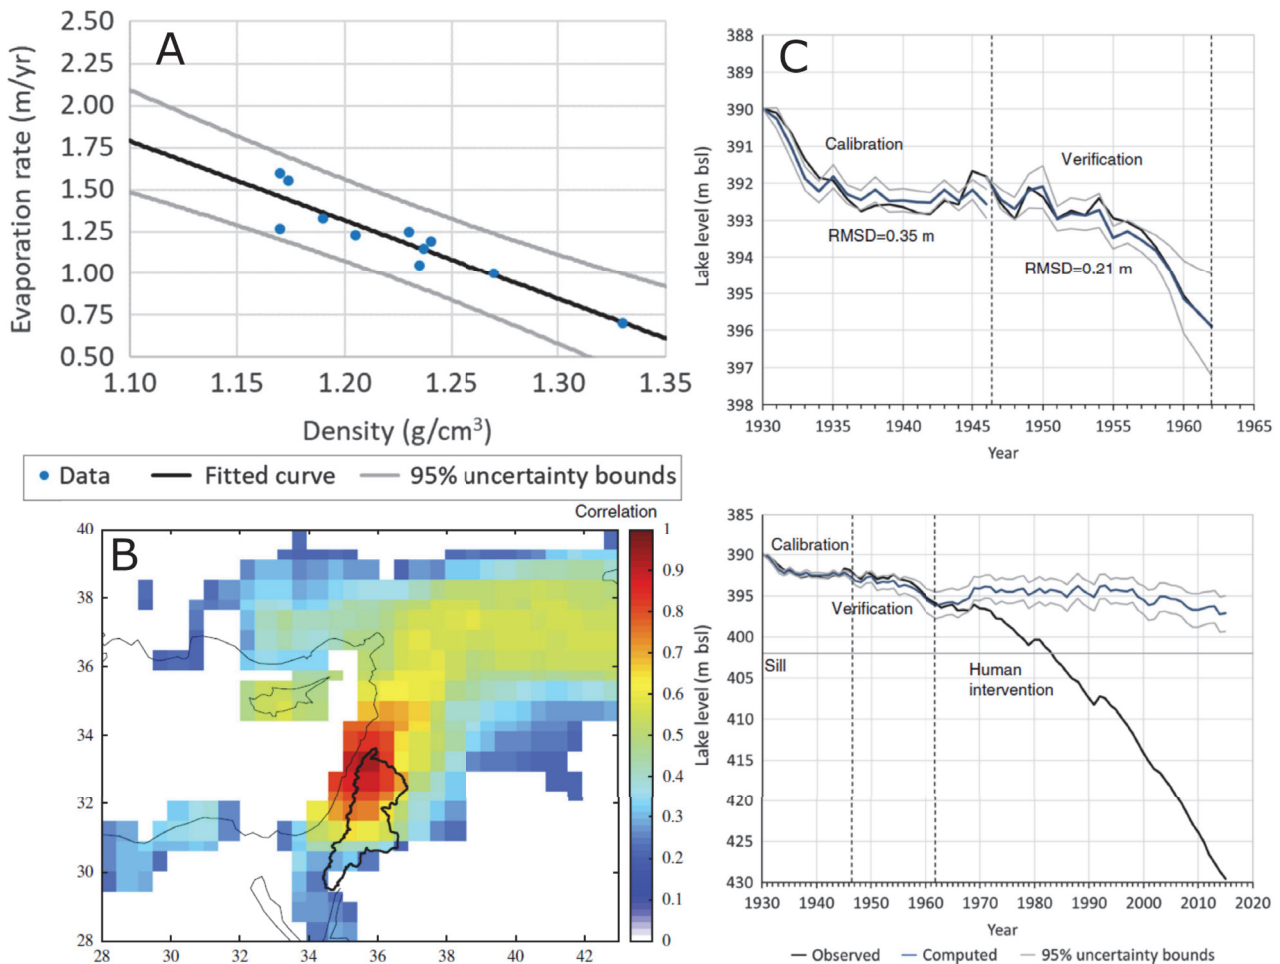 A
Evaporation rate (m/yr)
2.50
2.25
2.00
1.75
1.50
1.25
1.00
0.75
0.50
1.10 1.15 1.20 1.25 1.30 1.35
Density (g/cm³)
Data Fitted curve 95% uncertainty bounds
B
Correlation
40
38
36
34
32
30
28
28 30 32 34 36 38 40 42
1
0.9
0.8
0.7
0.6
0.5
0.4
0.3
0.2
0.1
0
C
Lake level (m bsl)
388
389
390
391
392
393
394
395
396
397
398
Calibration
Verification
RMSD=0.35 m
RMSD=0.21 m
1930 1935 1940 1945 1950 1955 1960 1965
Year
Lake level (m bsl)
385
390
395
400
405
410
415
420
425
430
Calibration
Verification
Sill
Human
intervention
1930 1940 1950 1960 1970 1980 1990 2000 2010 2020
Year
Observed Computed 95% uncertainty bounds